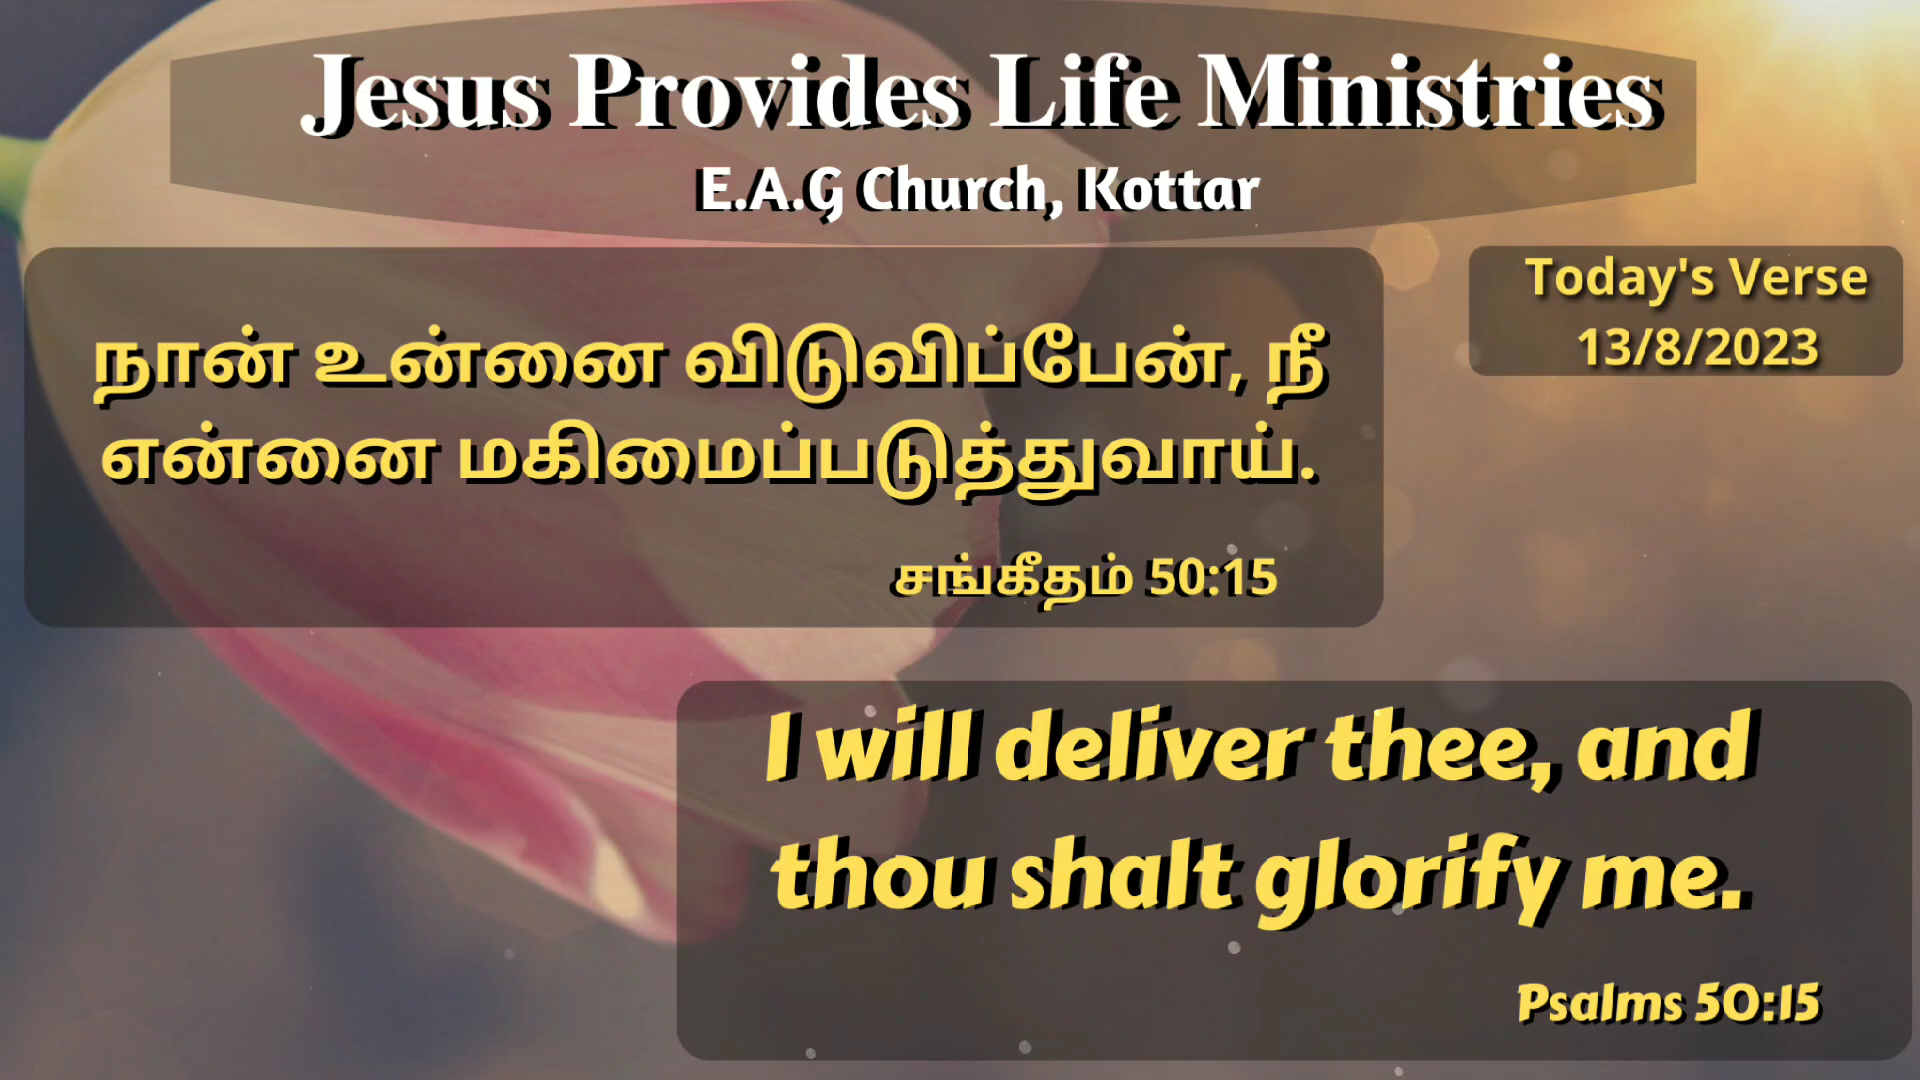 Jesus Provides Life Ministries
E.A.G Church, Kottar
Today's Verse
13/8/2023
நான் உன்னை விடுவிப்பேன், நீ
என்னை மகிமைப்படுத்துவாய்.
சங்கீதம் 50:15
I will deliver thee, and
thou shalt glorify me.
Psalms 50:15